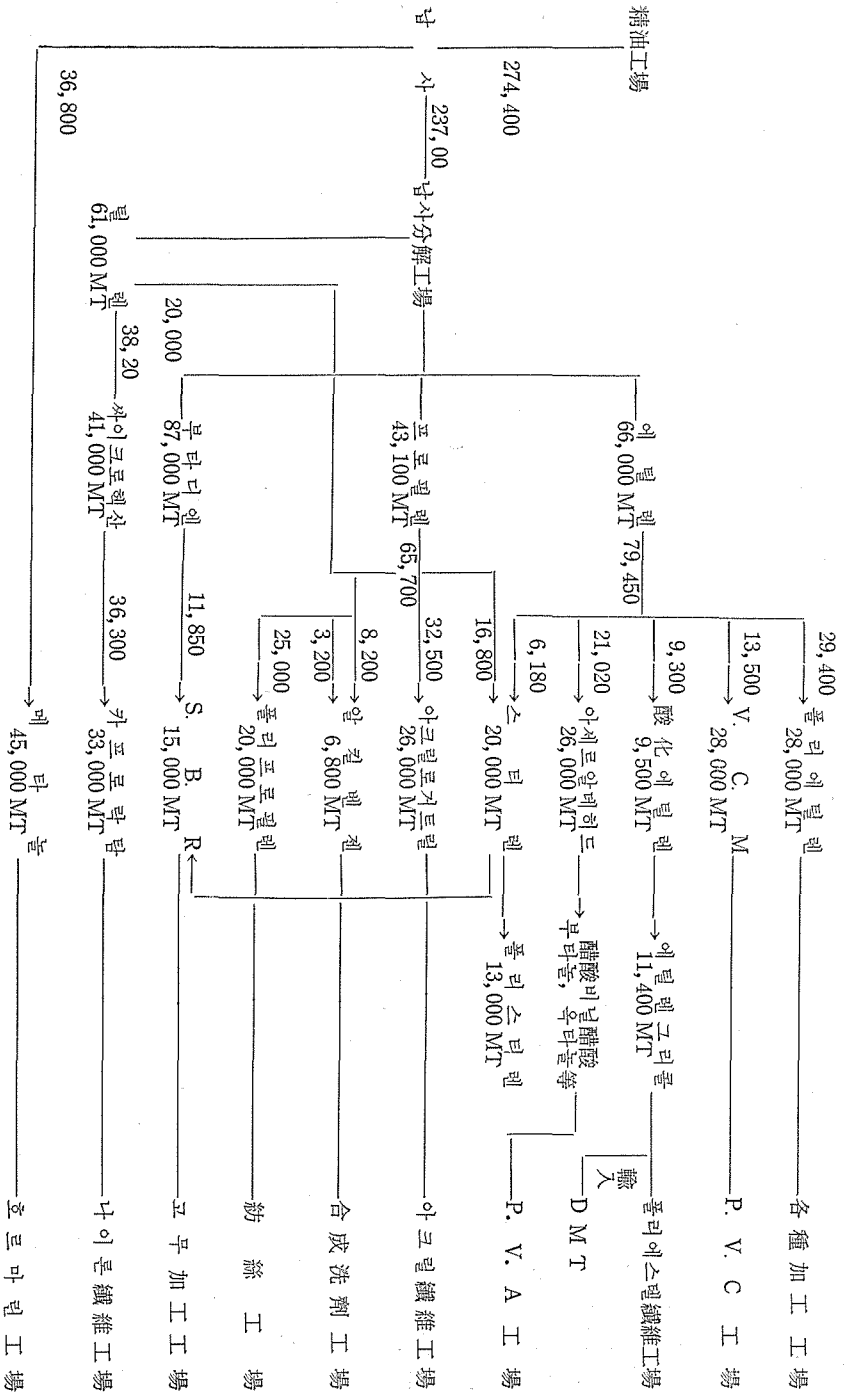 精油工場
274,400
납 사
36,800
237,00
납사分解工場
틸 렌
61,000 MT
20,000
38,20
싸이크로헥산
41,000 MT
에 틸 렌
66,000 MT
프 로 필 렌
43,100 MT
부 타 디 엔
87,000 MT
79,450
65,700
29,400
13,500
9,300
21,020
6,180
16,800
32,500
8,200
3,200
25,000
11,850
36,300
폴 리 에 틸 렌
28,000 MT
V. C. M
28,000 MT
酸 化 에 틸 렌
9,500 MT
아세트알데히드
26,000 MT
스 티 렌
20,000 MT
아크릴로거트릴
26,000 MT
알 킬 벤 젠
6,800 MT
폴리프로필렌
20,000 MT
S. B. R
15,000 MT
카 프 로 락 탐
33,000 MT
메 타 놀
45,000 MT
에틸렌그리콜
11,400 MT
醋酸비닐醋酸
부타놀, 옥타놀等
폴 리 스 티 렌
13,000 MT
輸入
各 種 加 工 工 場
P. V. C 工 場
폴리에스텔纖維工場
D M T
P. V. A 工 場
아크릴纖維工場
合成洗劑工場
紡 絲 工 場
고 무 加 工 工 場
나이론纖維工場
호 르 마 린 工 場